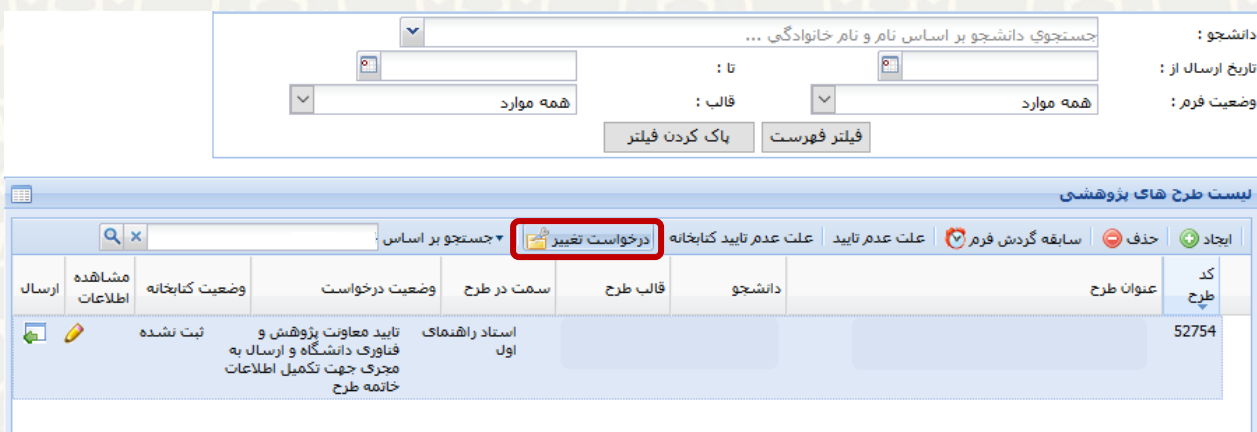 دانشجو :
جستجوي دانشجو بر اساس نام و نام خانوادگي ...
تاریخ ارسال از :
تا :
وضعیت فرم :
همه موارد
قالب :
همه موارد
فیلتر فهرست
پاک کردن فیلتر
لیست طرح های پژوهشی
ایجاد
حذف
سابقه گردش فرم
علت عدم تایید
علت عدم تایید کتابخانه
درخواست تغییر
جستجو بر اساس :
کد طرح
عنوان طرح
دانشجو
قالب طرح
سمت در طرح
وضعیت درخواست
وضعیت کتابخانه
مشاهده اطلاعات
ارسال
52754
استاد راهنمای
اول
تایید معاونت پژوهش و
فناوری دانشگاه و ارسال به
مجری جهت تکمیل اطلاعات
خاتمه طرح
ثبت نشده